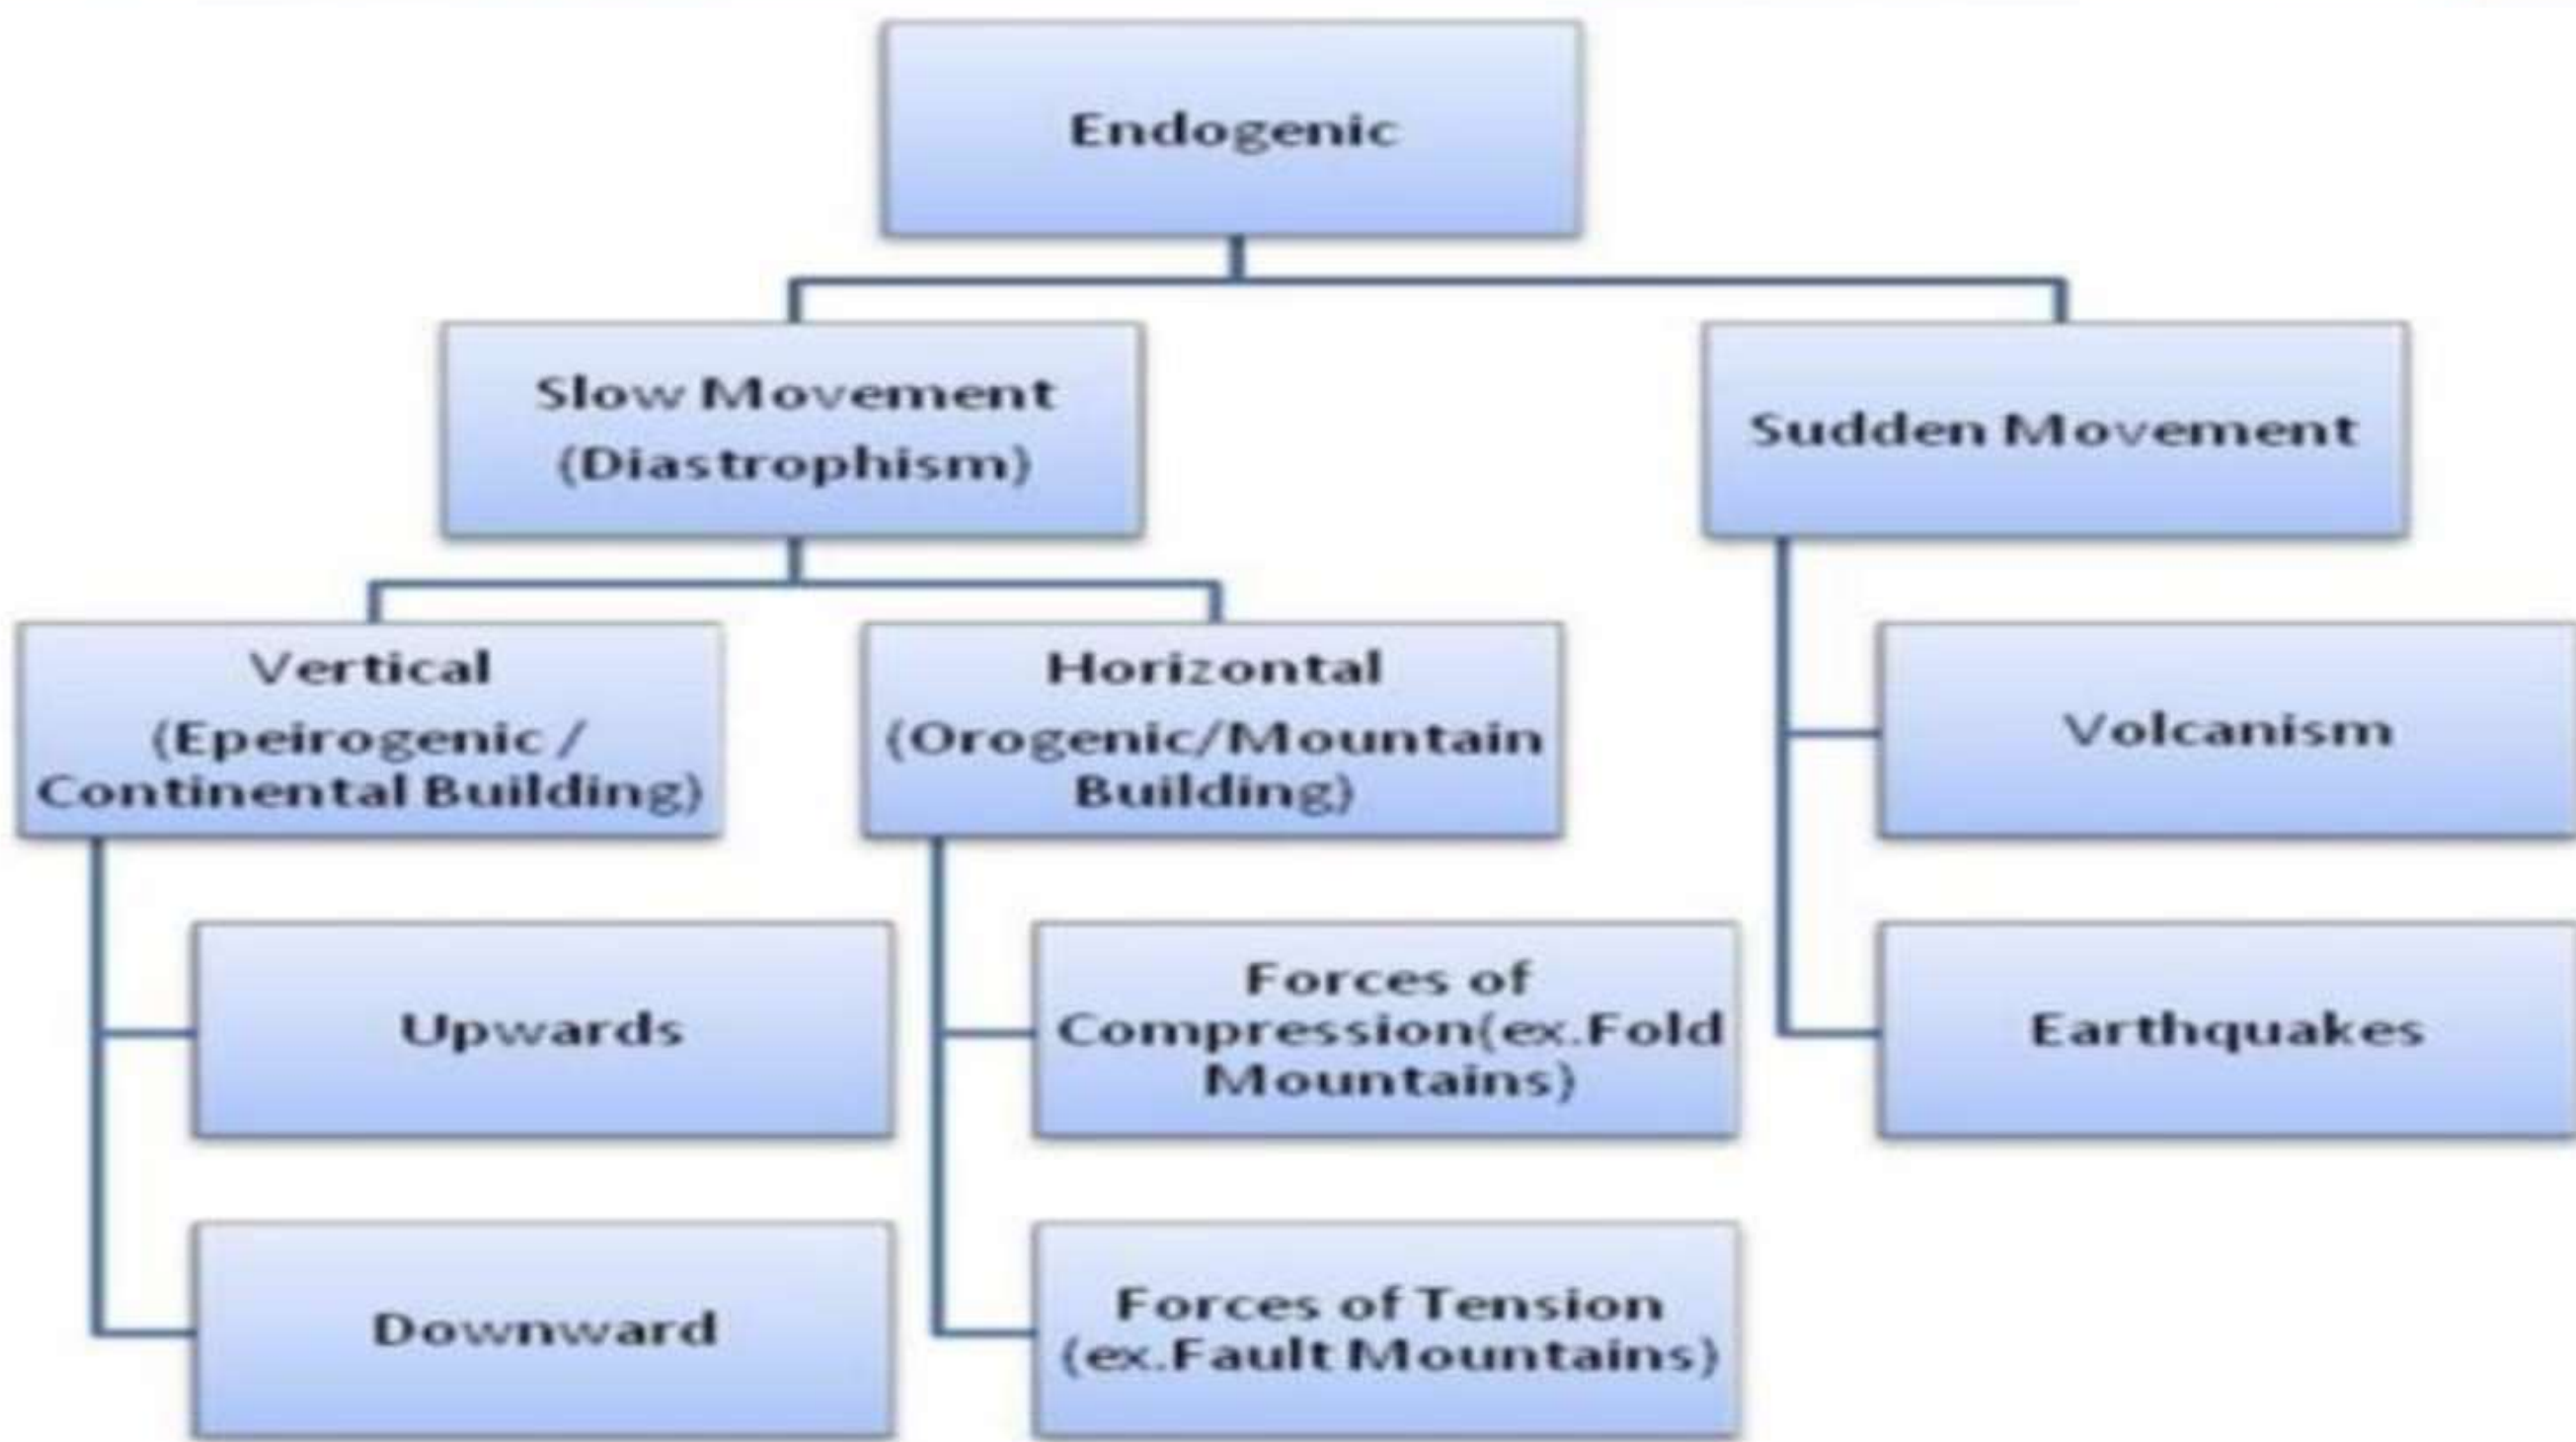 Endogenic
Slow Movement
(Diastrophism)
Sudden Movement
Vertical
(Epeirogenic /
Continental Building)
Horizontal
(Orogenic/Mountain
Building)
Volcanism
Upwards
Forces of
Compression(ex.Fold
Mountains)
Earthquakes
Downward
Forces of Tension
(ex.Fault Mountains)